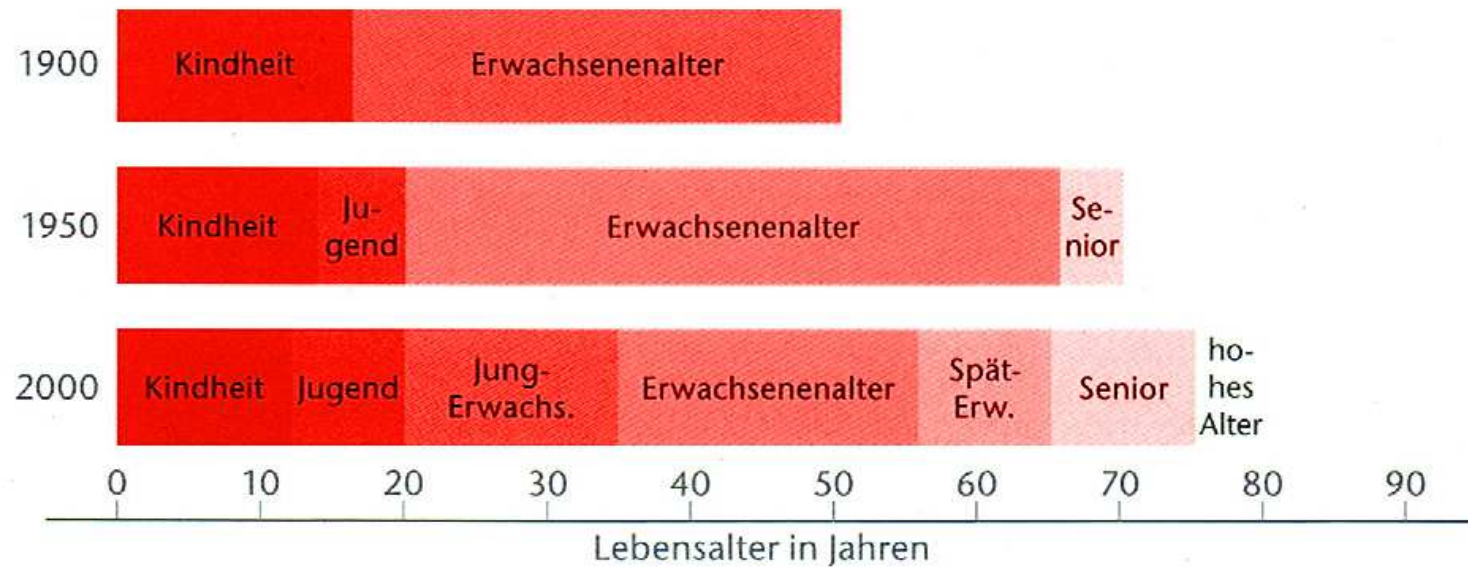 1900
Kindheit
Erwachsenenalter
1950
Kindheit
Ju-
gend
Erwachsenenalter
Se-
nior
2000
Kindheit
Jugend
Jung-
Erwachs.
Erwachsenenalter
Spät-
Erw.
Senior
ho-
hes
Alter
0 10 20 30 40 50 60 70 80 90
Lebensalter in Jahren